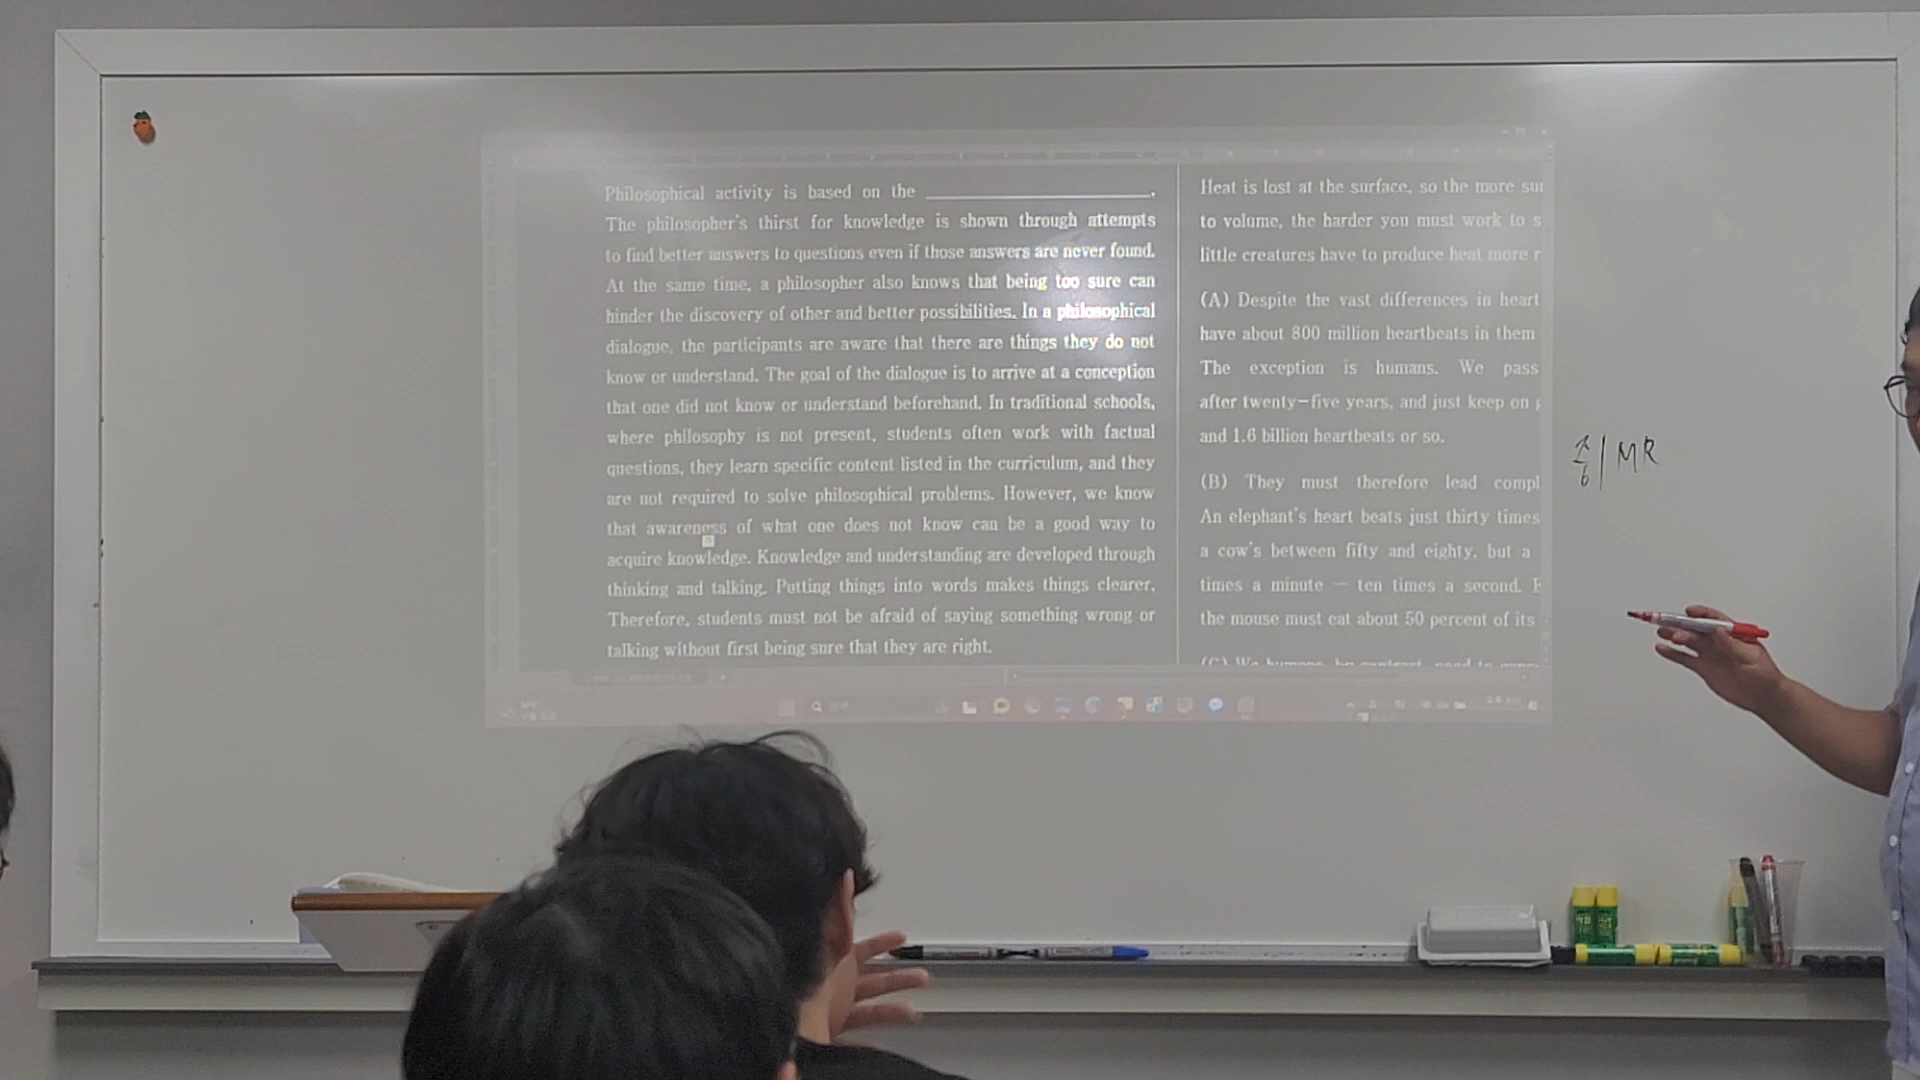 Philosophical activity is based on the ____________.
The philosopher's thirst for knowledge is shown through attempts
to find better answers to questions even if those answers are never found.
At the same time, a philosopher also knows that being too sure can
hinder the discovery of other and better possibilities. In a philosophical
dialogue, the participants are aware that there are things they do not
know or understand. The goal of the dialogue is to arrive at a conception
that one did not know or understand beforehand. In traditional schools,
where philosophy is not present, students often work with factual
questions, they learn specific content listed in the curriculum, and they
are not required to solve philosophical problems. However, we know
that awareness of what one does not know can be a good way to
acquire knowledge. Knowledge and understanding are developed through
thinking and talking. Putting things into words makes things clearer.
Therefore, students must not be afraid of saying something wrong or
talking without first being sure that they are right.
Heat is lost at the surface, so the more sur
to volume, the harder you must work to s
little creatures have to produce heat more r
(A) Despite the vast differences in heart
have about 800 million heartbeats in them
The exception is humans. We pass
after twenty-five years, and just keep on
and 1.6 billion heartbeats or so.
(B) They must therefore lead compl
An elephant's heart beats just thirty times
a cow's between fifty and eighty, but a
times a minute — ten times a second.
the mouse must eat about 50 percent of its
(C) We humans, by contrast, need to
MR